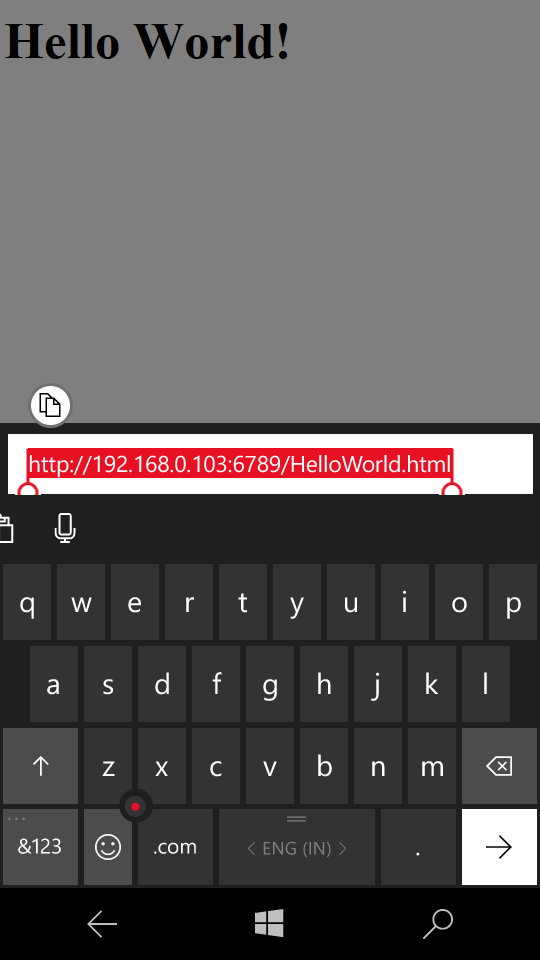 Hello World!
http://192.168.0.103:6789/HelloWorld.html
q w e r t y u i o p
a s d f g h j k l
z x c v b n m
&123 .com ENG (IN) .